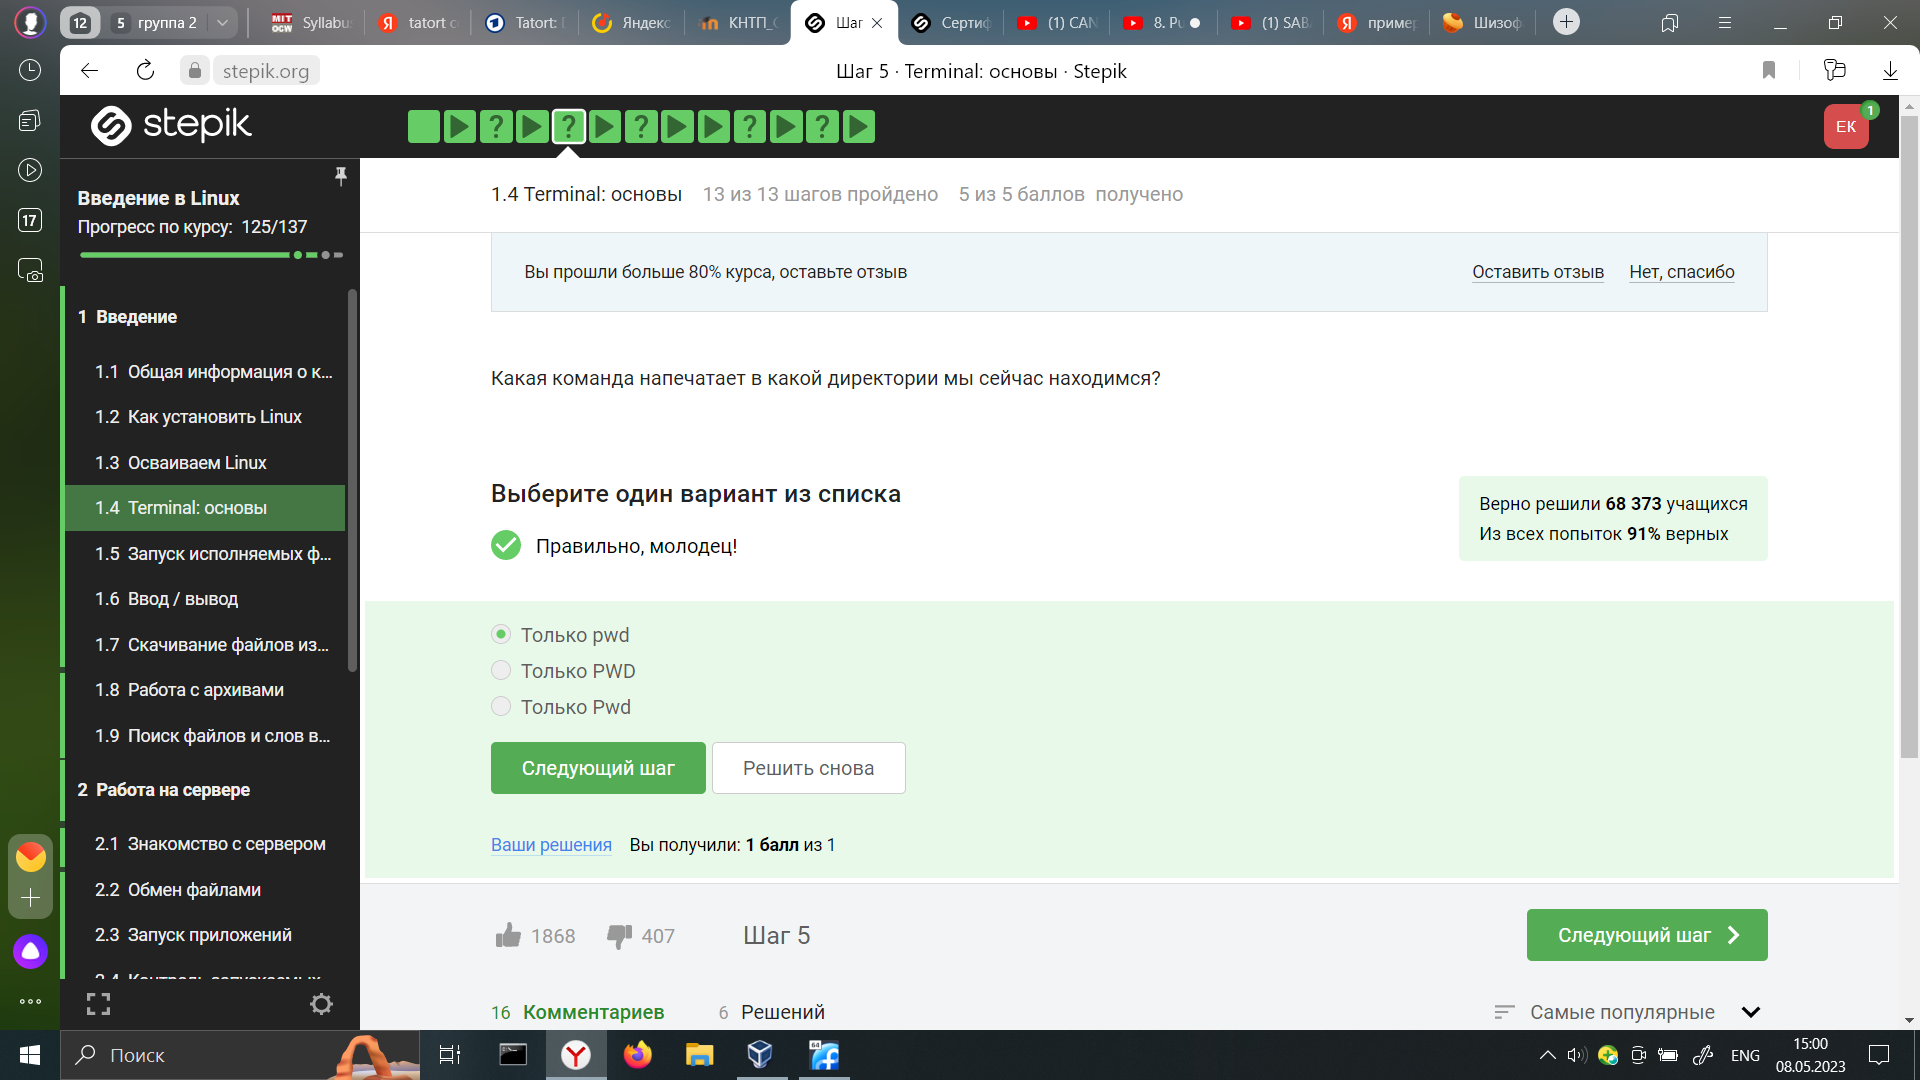 12
5 группа 2
MIT OCW Syllabu
tatort c
Tatort: 
Яндекс
КНТП_
Шаг
Сертиф
(1) CAN
8. Pu
(1) SAB
пример
Шизоф
stepik.org
Шаг 5 · Terminal: основы · Stepik
stepik
? ? ? ? ?
ЕК
1
17
Введение в Linux
Прогресс по курсу: 125/137
1 Введение
1.1 Общая информация о к...
1.2 Как установить Linux
1.3 Осваиваем Linux
1.4 Terminal: основы
1.5 Запуск исполняемых ф...
1.6 Ввод / вывод
1.7 Скачивание файлов из...
1.8 Работа с архивами
1.9 Поиск файлов и слов в...
2 Работа на сервере
2.1 Знакомство с сервером
2.2 Обмен файлами
2.3 Запуск приложений
1.4 Terminal: основы 13 из 13 шагов пройдено 5 из 5 баллов получено
Вы прошли больше 80% курса, оставьте отзыв
Оставить отзыв
Нет, спасибо
Какая команда напечатает в какой директории мы сейчас находимся?
Выберите один вариант из списка
Правильно, молодец!
Верно решили 68 373 учащихся
Из всех попыток 91% верных
Только pwd
Только PWD
Только Pwd
Следующий шаг
Решить снова
Ваши решения Вы получили: 1 балл из 1
1868
407
Шаг 5
Следующий шаг
16 Комментариев
6 Решений
Самые популярные
Поиск
64
ENG
15:00
08.05.2023